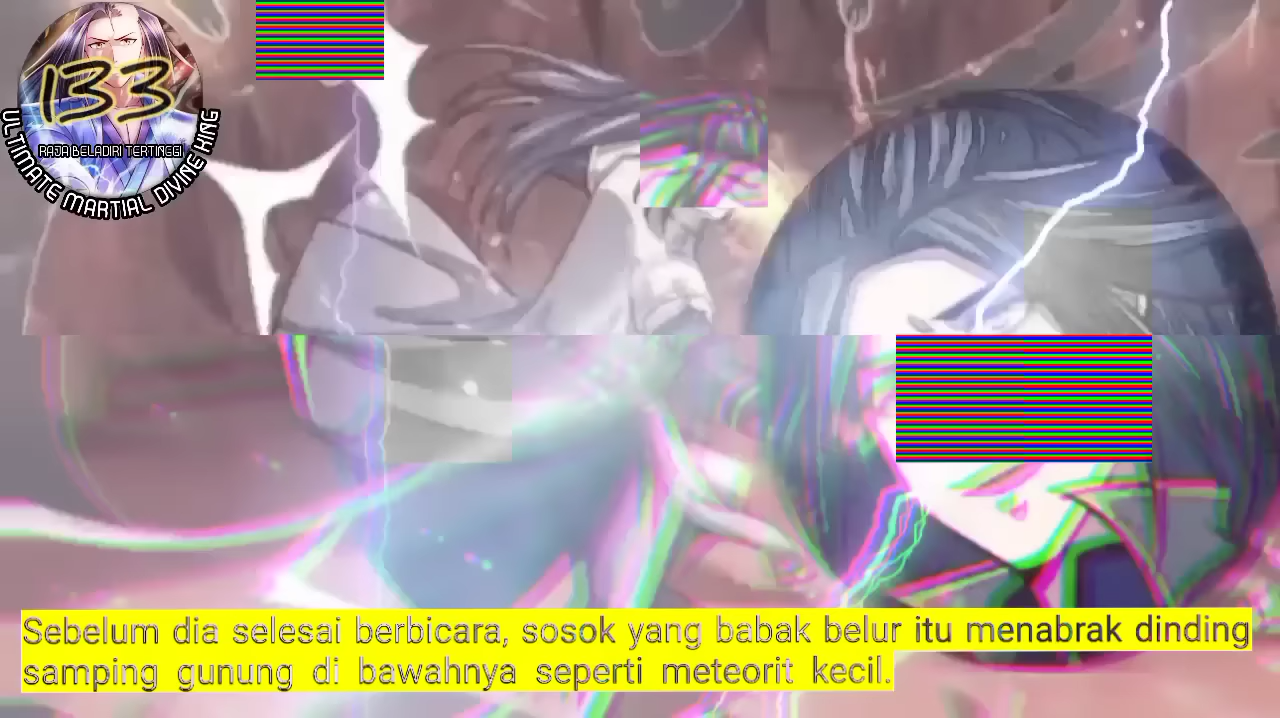 133
RAJA BELADIRI TERTINGGI
ULTIMATE MARTIAL DIVINE KING
Sebelum dia selesai berbicara, sosok yang babak belur itu menabrak dinding
samping gunung di bawahnya seperti meteorit kecil.